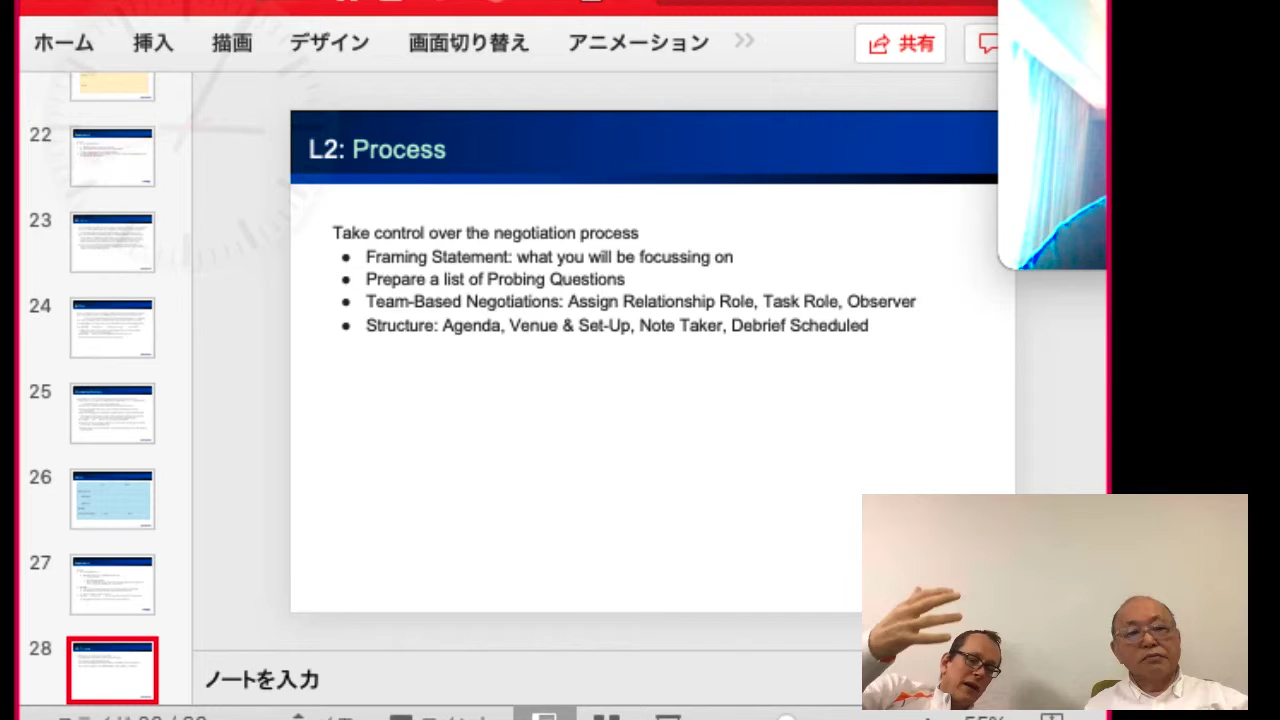 ホーム 挿入 描画 デザイン 画面切り替え アニメーション 共有
22
23
24
25
26
27
28
L2: Process
Take control over the negotiation process
● Framing Statement: what you will be focussing on
● Prepare a list of Probing Questions
● Team-Based Negotiations: Assign Relationship Role, Task Role, Observer
● Structure: Agenda, Venue & Set-Up, Note Taker, Debrief Scheduled
ノートを入力